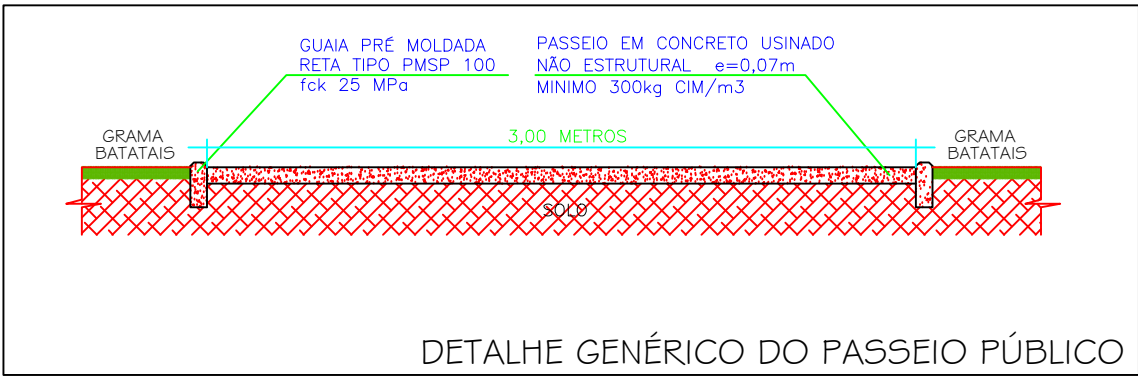 GUAIA PRÉ MOLDADA
RETA TIPO PMSP 100
fck 25 MPa
PASSEIO EM CONCRETO USINADO
NÃO ESTRUTURAL e=0,07m
MINIMO 300kg CIM/m3
GRAMA
BATATAIS
3,00 METROS
GRAMA
BATATAIS
SOLO
DETALHE GENÉRICO DO PASSEIO PÚBLICO